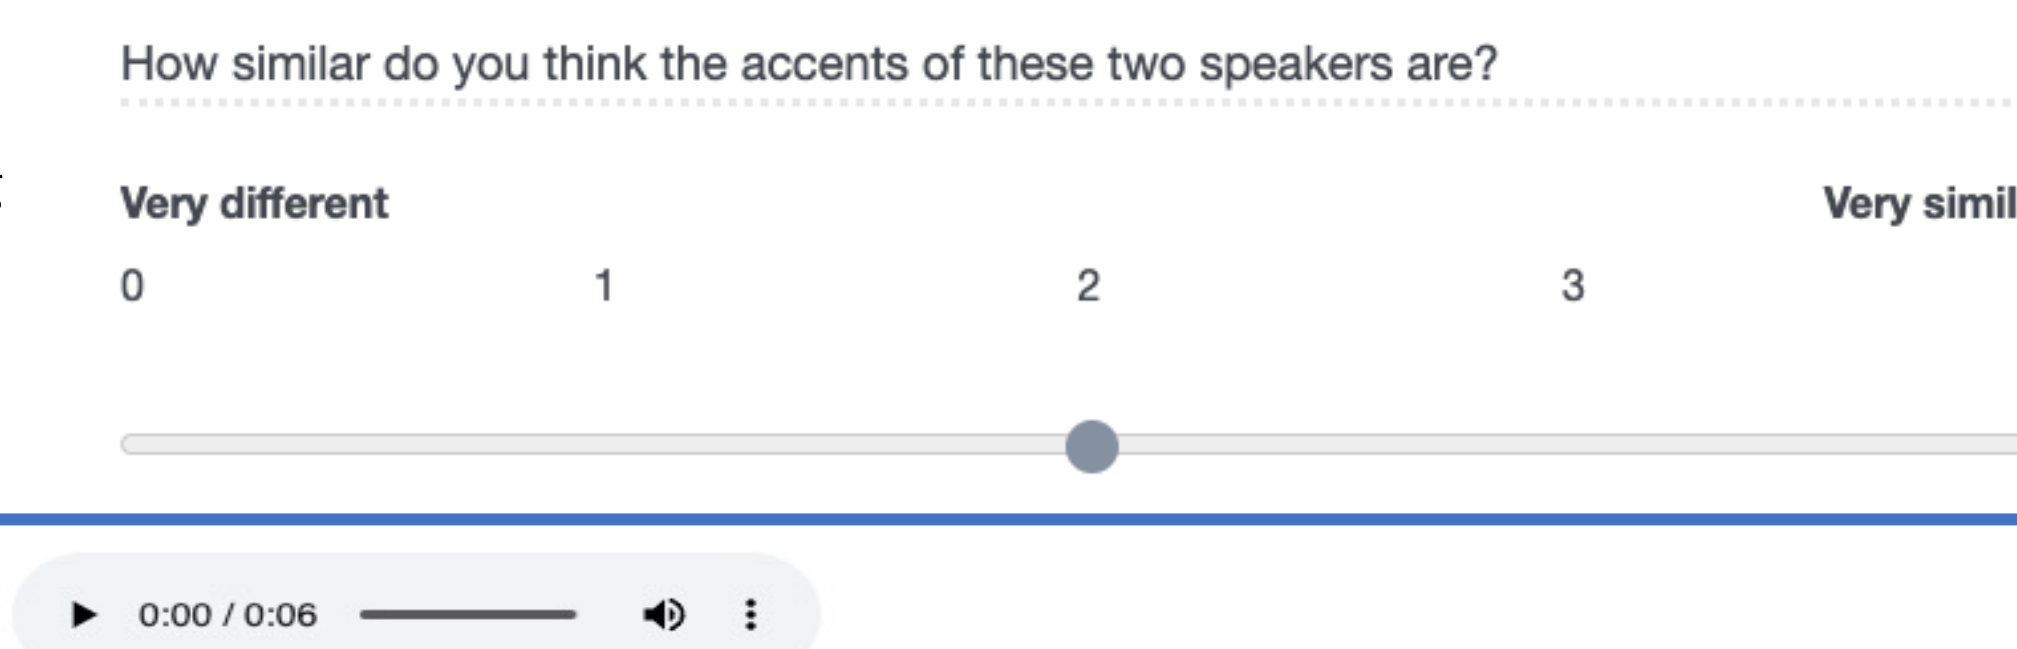 How similar do you think the accents of these two speakers are?
Very different Very simil
0 1 2 3
0:00 / 0:06